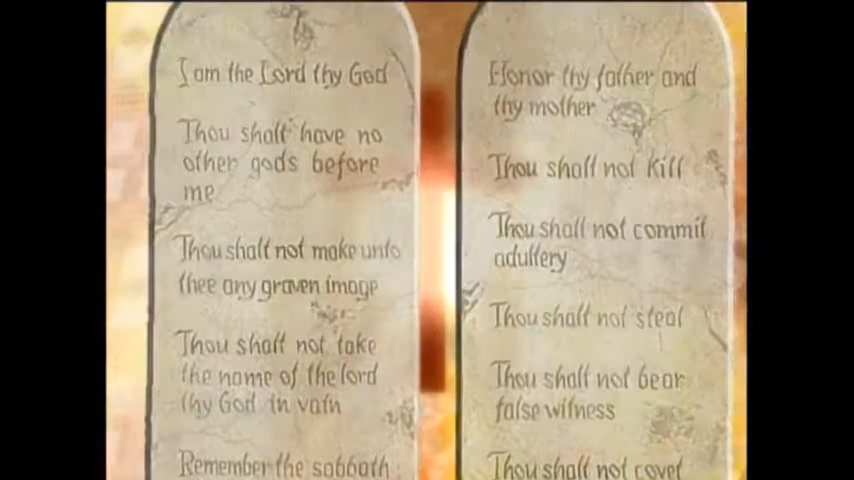 I am the Lord thy God
Thou shalt have no
other gods before
me
Thou shalt not make unto
thee any graven image
Thou shalt not take
the name of the lord
thy God in vain
Remember the sabbath
Honor thy father and
thy mother
Thou shalt not kill
Thou shalt not commit
adultery
Thou shalt not steal
Thou shalt not bear
false witness
Thou shalt not covet